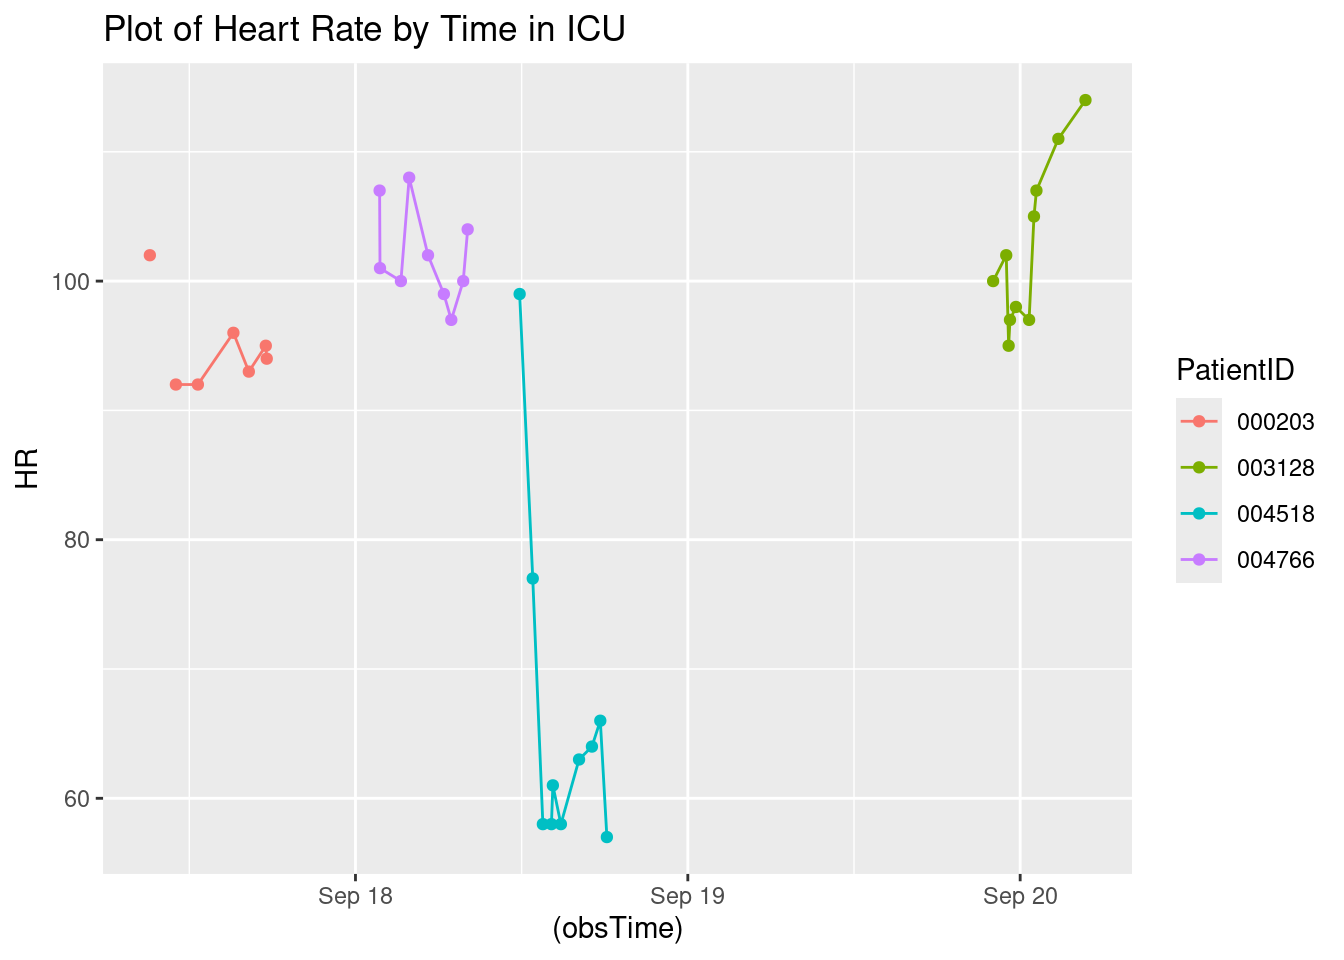 Plot of Heart Rate by Time in ICU
HR
100
80
60
Sep 18
Sep 19
Sep 20
(obsTime)
PatientID
000203
003128
004518
004766